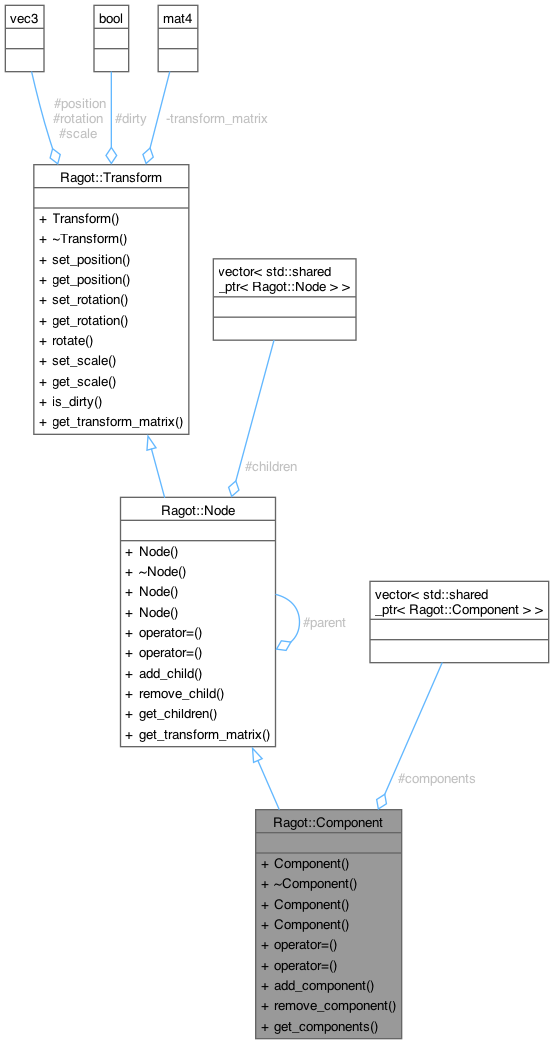 vec3
bool
mat4
#position
#rotation
#scale
#dirty
-transform_matrix
Ragot::Transform
+ Transform()
+ ~Transform()
+ set_position()
+ get_position()
+ set_rotation()
+ get_rotation()
+ rotate()
+ set_scale()
+ get_scale()
+ is_dirty()
+ get_transform_matrix()
vector< std::shared
_ptr< Ragot::Node > >
#children
Ragot::Node
+ Node()
+ ~Node()
+ Node()
+ Node()
+ operator=()
+ operator=()
+ add_child()
+ remove_child()
+ get_children()
+ get_transform_matrix()
#parent
vector< std::shared
_ptr< Ragot::Component > >
#components
Ragot::Component
+ Component()
+ ~Component()
+ Component()
+ Component()
+ operator=()
+ operator=()
+ add_component()
+ remove_component()
+ get_components()